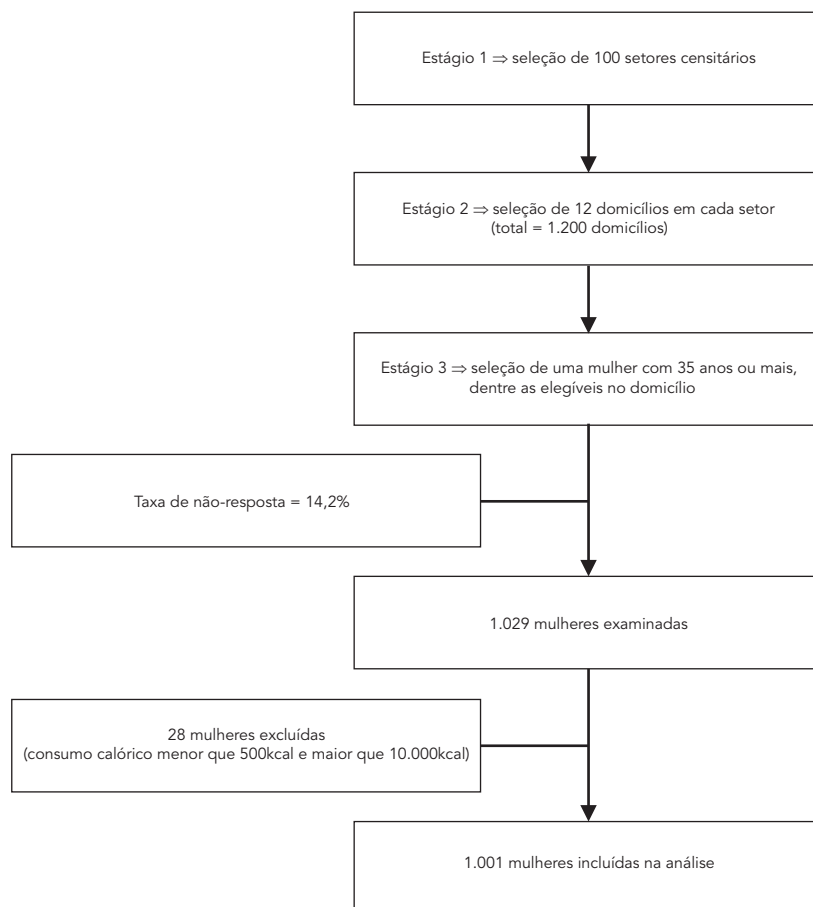 Estágio 1 ⇒ seleção de 100 setores censitários
Estágio 2 ⇒ seleção de 12 domicílios em cada setor
(total = 1.200 domicílios)
Estágio 3 ⇒ seleção de uma mulher com 35 anos ou mais,
dentre as elegíveis no domicílio
Taxa de não-resposta = 14,2%
1.029 mulheres examinadas
28 mulheres excluídas
(consumo calórico menor que 500kcal e maior que 10.000kcal)
1.001 mulheres incluídas na análise